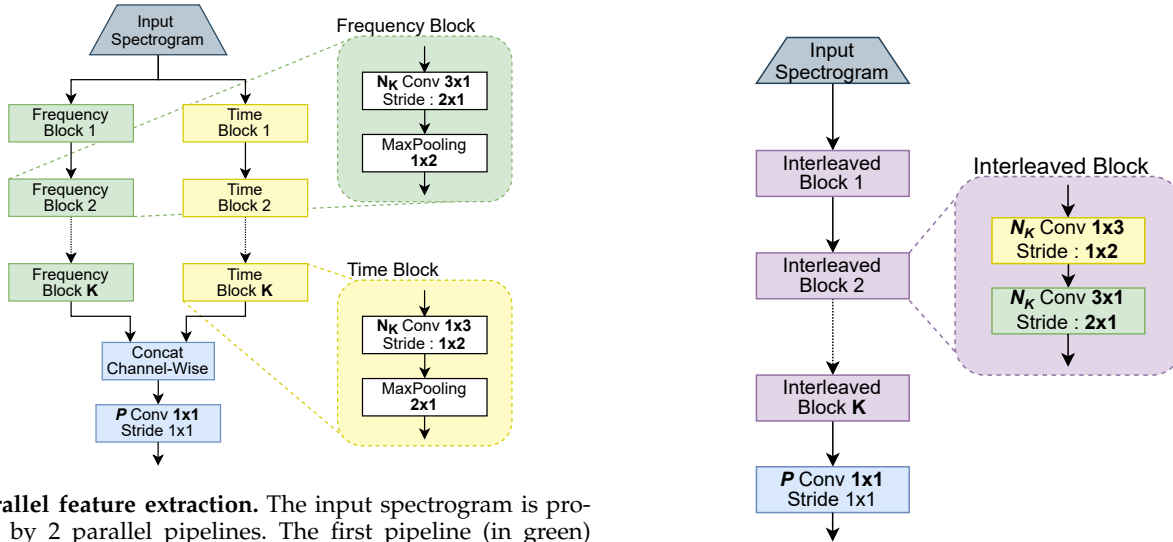 Input
Spectrogram
Frequency Block
N_K Conv 3x1
Stride : 2x1
MaxPooling
1x2
Frequency
Block 1
Time
Block 1
Frequency
Block 2
Time
Block 2
Frequency
Block K
Time
Block K
Time Block
N_K Conv 1x3
Stride : 1x2
MaxPooling
2x1
Concat
Channel-Wise
P Conv 1x1
Stride 1x1
rallel feature extraction. The input spectrogram is pro-
by 2 parallel pipelines. The first pipeline (in green)
Input
Spectrogram
Interleaved
Block 1
Interleaved
Block 2
Interleaved
Block K
Interleaved Block
N_K Conv 1x3
Stride : 1x2
N_K Conv 3x1
Stride : 2x1
P Conv 1x1
Stride 1x1